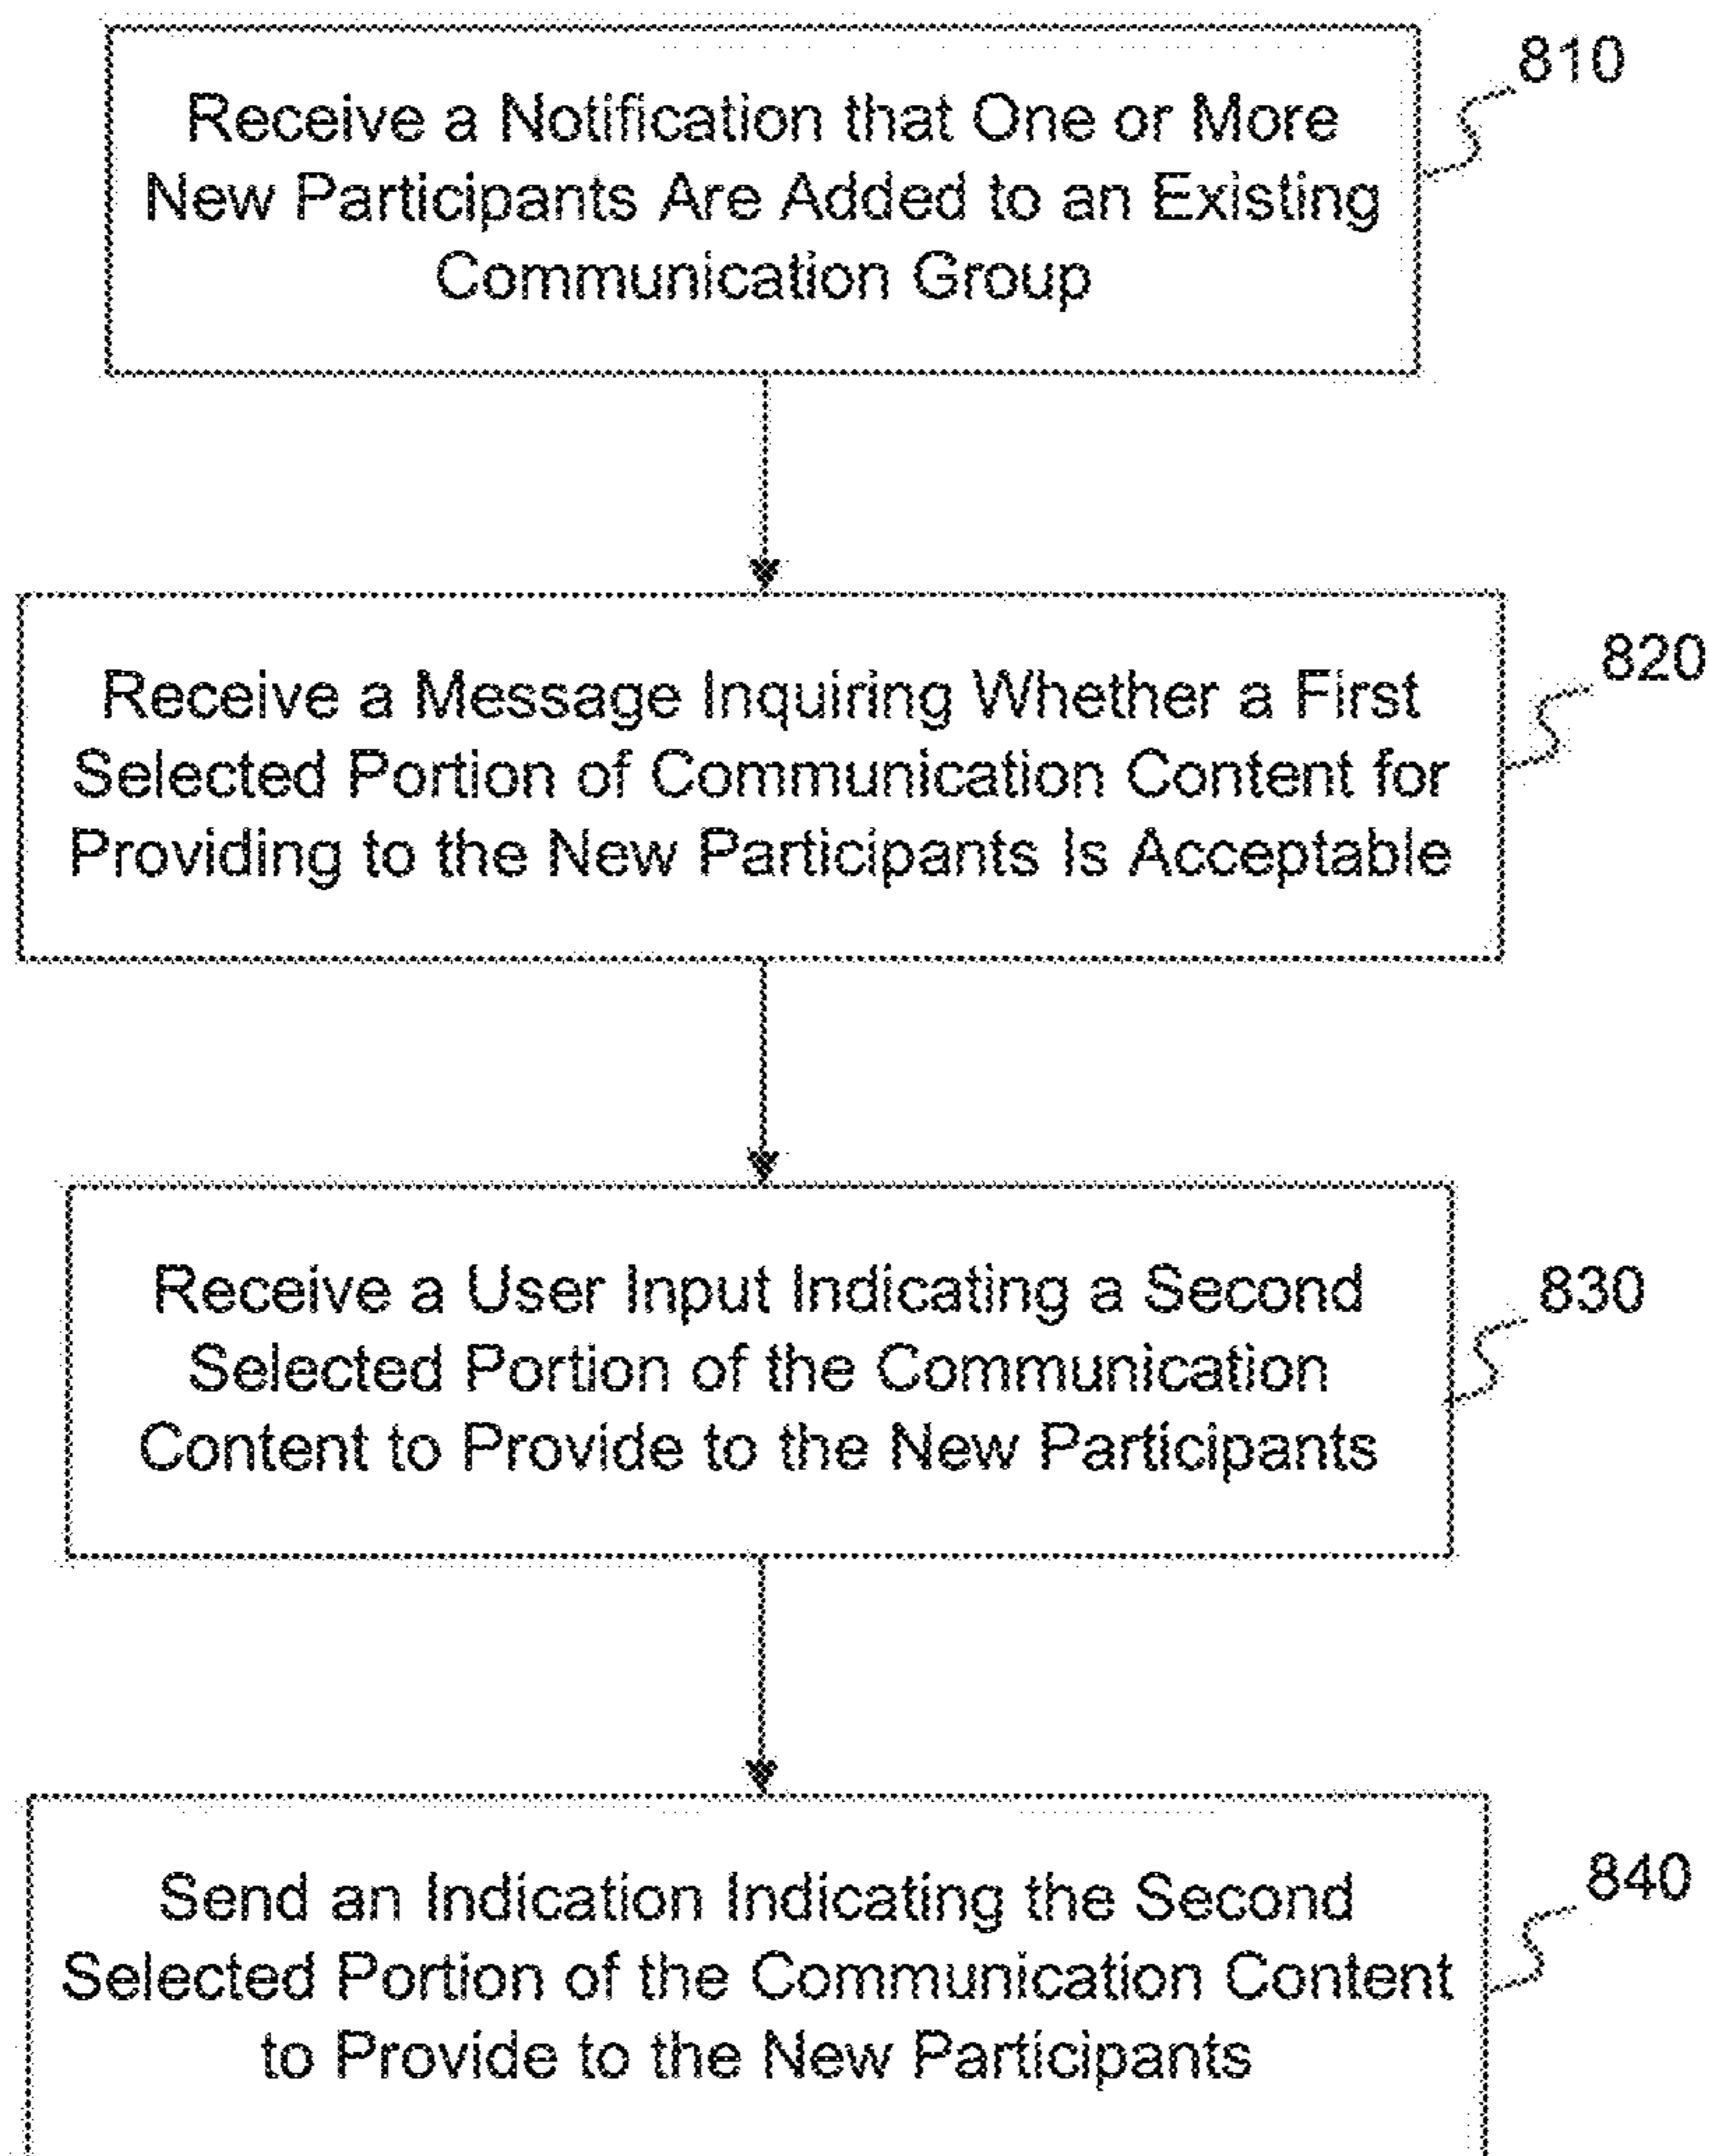 810
Receive a Notification that One or More
New Participants Are Added to an Existing
Communication Group
820
Receive a Message Inquiring Whether a First
Selected Portion of Communication Content for
Providing to the New Participants Is Acceptable
830
Receive a User Input Indicating a Second
Selected Portion of the Communication
Content to Provide to the New Participants
840
Send an Indication Indicating the Second
Selected Portion of the Communication Content
to Provide to the New Participants